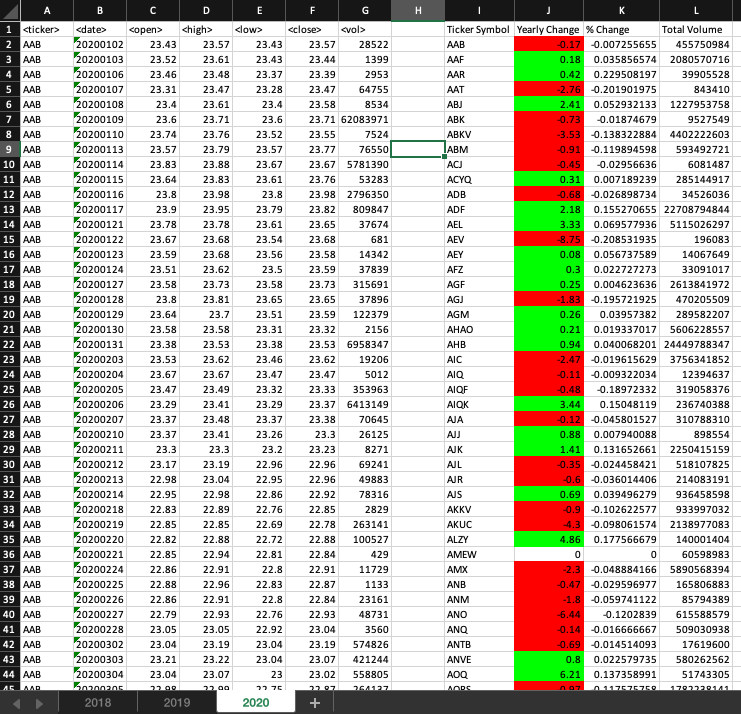 A B C D E F G H I J K L
1 <ticker> <date> <open> <high> <low> <close> <vol> Ticker Symbol Yearly Change % Change Total Volume
2 AAB 20200102 23.43 23.57 23.43 23.57 28522 AAB -0.17 -0.007255655 455750984
3 AAB 20200103 23.52 23.61 23.43 23.44 1399 AAF 0.18 0.035856574 2080570716
4 AAB 20200106 23.46 23.48 23.37 23.39 2953 AAR 0.42 0.229508197 39905528
5 AAB 20200107 23.31 23.47 23.28 23.47 64755 AAT -2.76 -0.201901975 843410
6 AAB 20200108 23.4 23.61 23.4 23.58 8534 ABJ 2.41 0.052932133 1227953758
7 AAB 20200109 23.6 23.71 23.6 23.71 62083971 ABK -0.73 -0.01874679 9527549
8 AAB 20200110 23.74 23.76 23.52 23.55 7524 ABKV -3.53 -0.138322884 4402222603
9 AAB 20200113 23.57 23.79 23.57 23.77 76550 ABM -0.91 -0.119894598 593492721
10 AAB 20200114 23.83 23.88 23.67 23.67 5781390 ACJ -0.45 -0.02956636 6081487
11 AAB 20200115 23.64 23.83 23.61 23.76 53283 ACYQ 0.31 0.007189239 285144917
12 AAB 20200116 23.8 23.98 23.8 23.98 2796350 ADB -0.68 -0.026898734 34526036
13 AAB 20200117 23.9 23.95 23.79 23.82 809847 ADF 2.18 0.155270655 22708794844
14 AAB 20200121 23.78 23.78 23.61 23.65 37674 AEL 3.33 0.069577936 5115026297
15 AAB 20200122 23.67 23.68 23.54 23.68 681 AEV -8.75 -0.208531935 196083
16 AAB 20200123 23.59 23.68 23.56 23.58 14342 AEY 0.08 0.056737589 14067649
17 AAB 20200124 23.51 23.62 23.5 23.59 37839 AFZ 0.3 0.022727273 33091017
18 AAB 20200127 23.58 23.73 23.58 23.73 315691 AGF 0.25 0.004623636 2613841972
19 AAB 20200128 23.8 23.81 23.65 23.65 37896 AGJ -1.83 -0.195721925 470205509
20 AAB 20200129 23.64 23.7 23.51 23.59 122379 AGM 0.26 0.03957382 289582207
21 AAB 20200130 23.58 23.58 23.31 23.32 2156 AHAO 0.21 0.019337017 5606228557
22 AAB 20200131 23.38 23.53 23.38 23.53 6958347 AHB 0.94 0.040068201 24449788347
23 AAB 20200203 23.53 23.62 23.46 23.62 19206 AIC -2.47 -0.019615629 3756341852
24 AAB 20200204 23.67 23.67 23.47 23.47 5012 AIQ -0.11 -0.009322034 12394637
25 AAB 20200205 23.47 23.49 23.32 23.33 353963 AIQF -0.48 -0.18972332 319058376
26 AAB 20200206 23.29 23.41 23.29 23.37 6413149 AIQK 3.44 0.15048119 236740388
27 AAB 20200207 23.37 23.48 23.37 23.38 70645 AJA -0.12 -0.045801527 310788310
28 AAB 20200210 23.37 23.41 23.26 23.3 26125 AJJ 0.88 0.007940088 898554
29 AAB 20200211 23.3 23.3 23.2 23.23 8271 AJK 1.41 0.131652661 2250415159
30 AAB 20200212 23.17 23.19 22.96 22.96 69241 AJL -0.35 -0.024458421 518107825
31 AAB 20200213 22.98 23.04 22.95 22.96 49883 AJR -0.6 -0.036014406 214083191
32 AAB 20200214 22.95 22.98 22.86 22.92 78316 AJS 0.69 0.039496279 936458598
33 AAB 20200218 22.83 22.89 22.76 22.85 2829 AKKV -0.9 -0.102622577 933997032
34 AAB 20200219 22.85 22.85 22.69 22.78 263141 AKUC -4.3 -0.098061574 2138977083
35 AAB 20200220 22.82 22.88 22.72 22.88 100527 ALZY 4.86 0.177566679 140001404
36 AAB 20200221 22.85 22.94 22.81 22.84 429 AMEW 0 0 60598983
37 AAB 20200224 22.86 22.91 22.8 22.91 11729 AMX -2.3 -0.048884166 5890568394
38 AAB 20200225 22.88 22.96 22.83 22.87 1133 ANB -0.47 -0.029596977 165806883
39 AAB 20200226 22.86 22.91 22.8 22.84 23161 ANM -1.8 -0.059741122 85794389
40 AAB 20200227 22.79 22.93 22.76 22.93 48731 ANO -6.44 -0.1202839 615588579
41 AAB 20200228 23.05 23.05 22.92 23.04 3560 ANQ -0.14 -0.016666667 509030938
42 AAB 20200302 23.04 23.19 23.04 23.19 574826 ANTB -0.69 -0.014514093 17619600
43 AAB 20200303 23.21 23.22 23.04 23.07 421244 ANVE 0.8 0.022579735 580262562
44 AAB 20200304 23.04 23.07 23 23.02 558805 AOQ 6.21 0.137358991 51743305
45 AAB 20200305 22.98 22.99 22.75 22.87 264137
2018 2019 2020 +